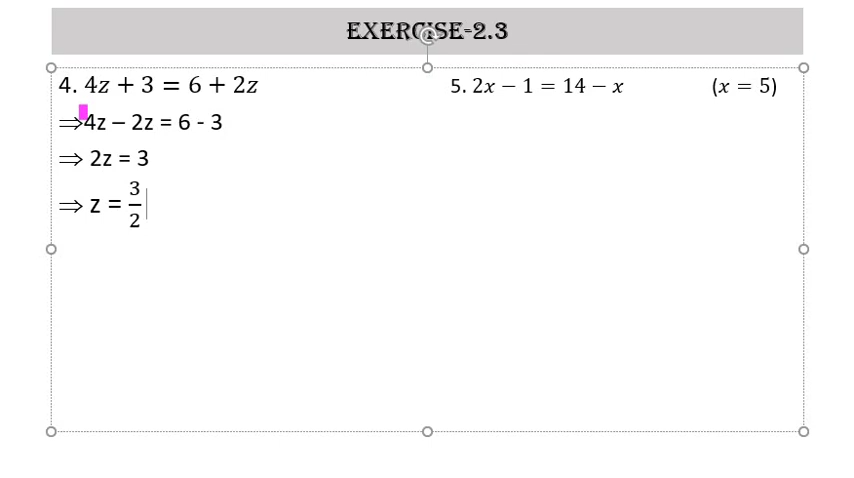 EXERCISE-2.3
4. 4z + 3 = 6 + 2z
⇒4z – 2z = 6 - 3
⇒ 2z = 3
⇒ z = 3/2
5. 2x − 1 = 14 − x (x = 5)